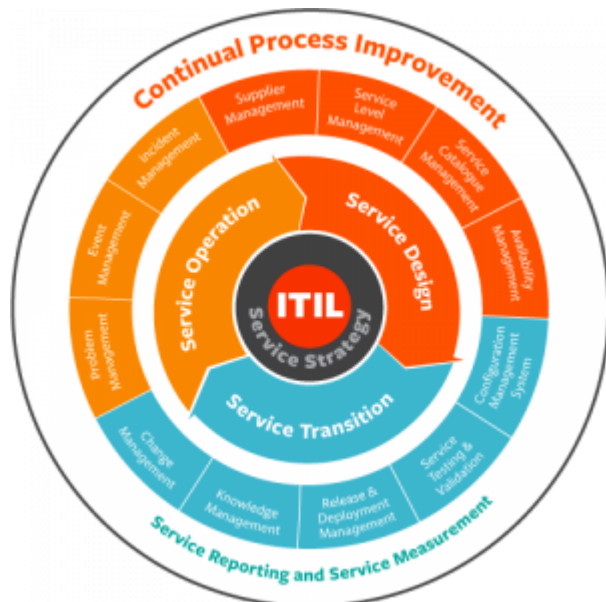 Continual Process Improvement
Supplier
Management
Service
Level
Management
Service
Catalogue
Management
Availability
Management
Configuration
Management
System
Service
Testing &
Validation
Release &
Deployment
Management
Knowledge
Management
Change
Management
Problem
Management
Event
Management
Incident
Management
Service Design
Service Transition
Service Operation
ITIL
Service Strategy
Service Reporting and Service Measurement